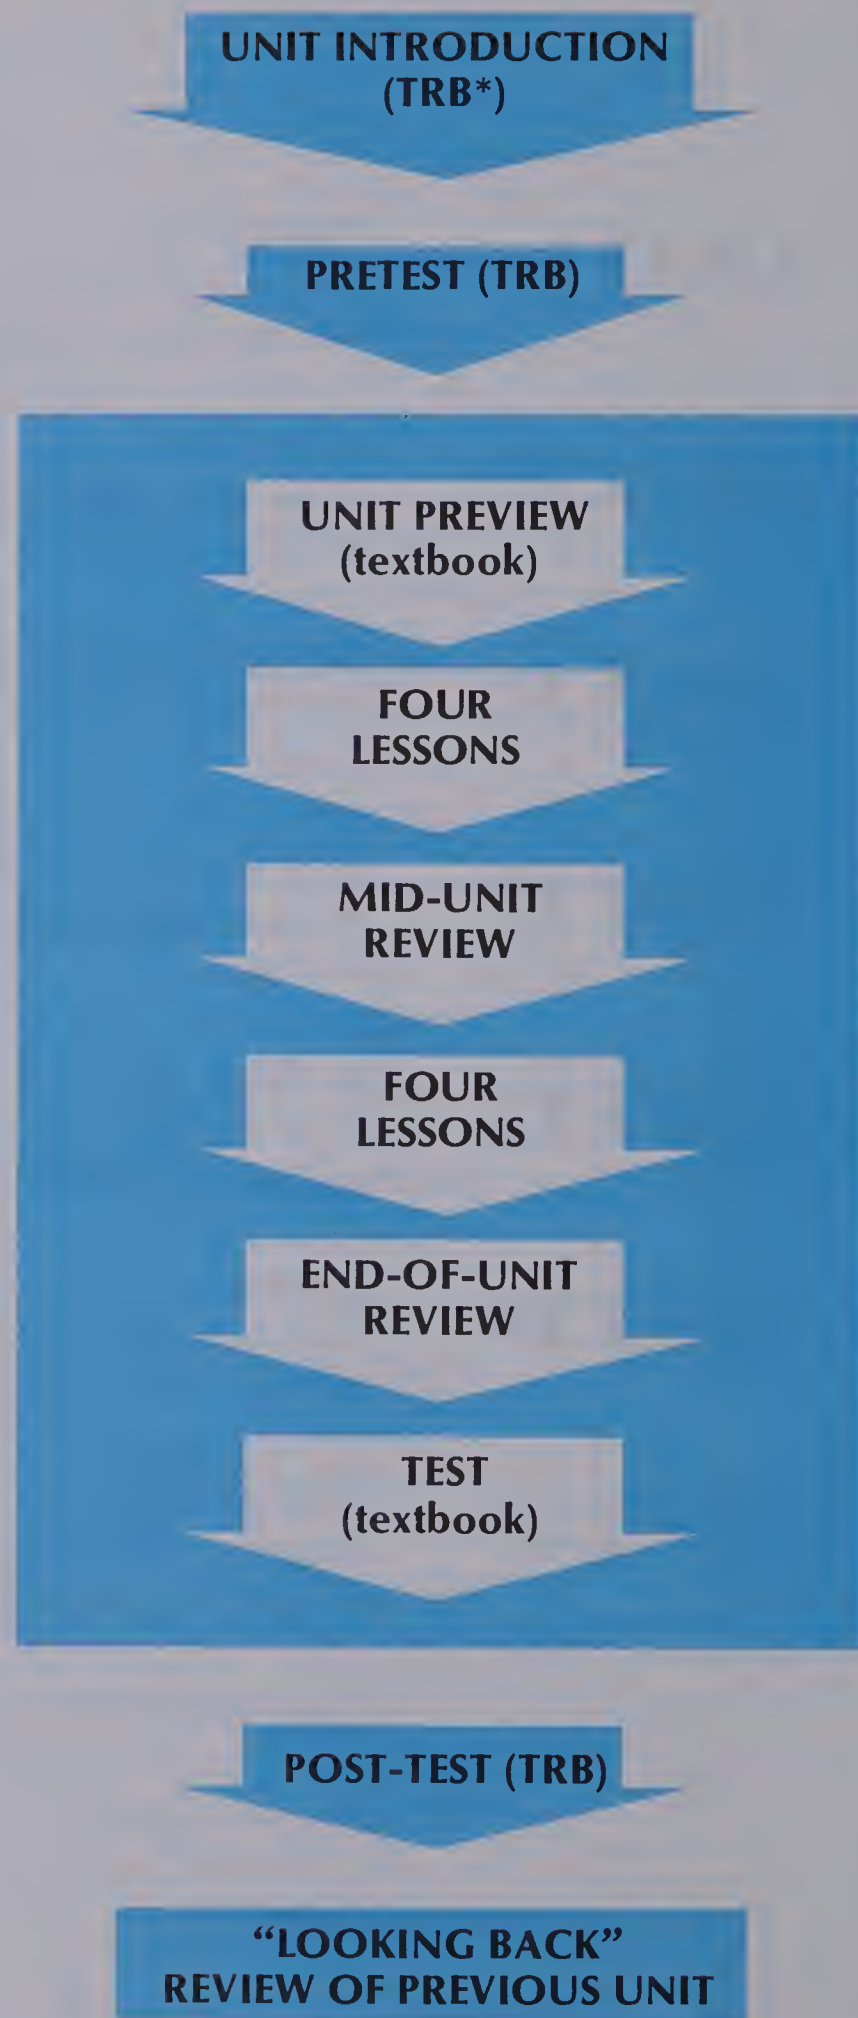 UNIT INTRODUCTION
(TRB*)
PRETEST (TRB)
UNIT PREVIEW
(textbook)
FOUR
LESSONS
MID-UNIT
REVIEW
FOUR
LESSONS
END-OF-UNIT
REVIEW
TEST
(textbook)
POST-TEST (TRB)
“LOOKING BACK”
REVIEW OF PREVIOUS UNIT